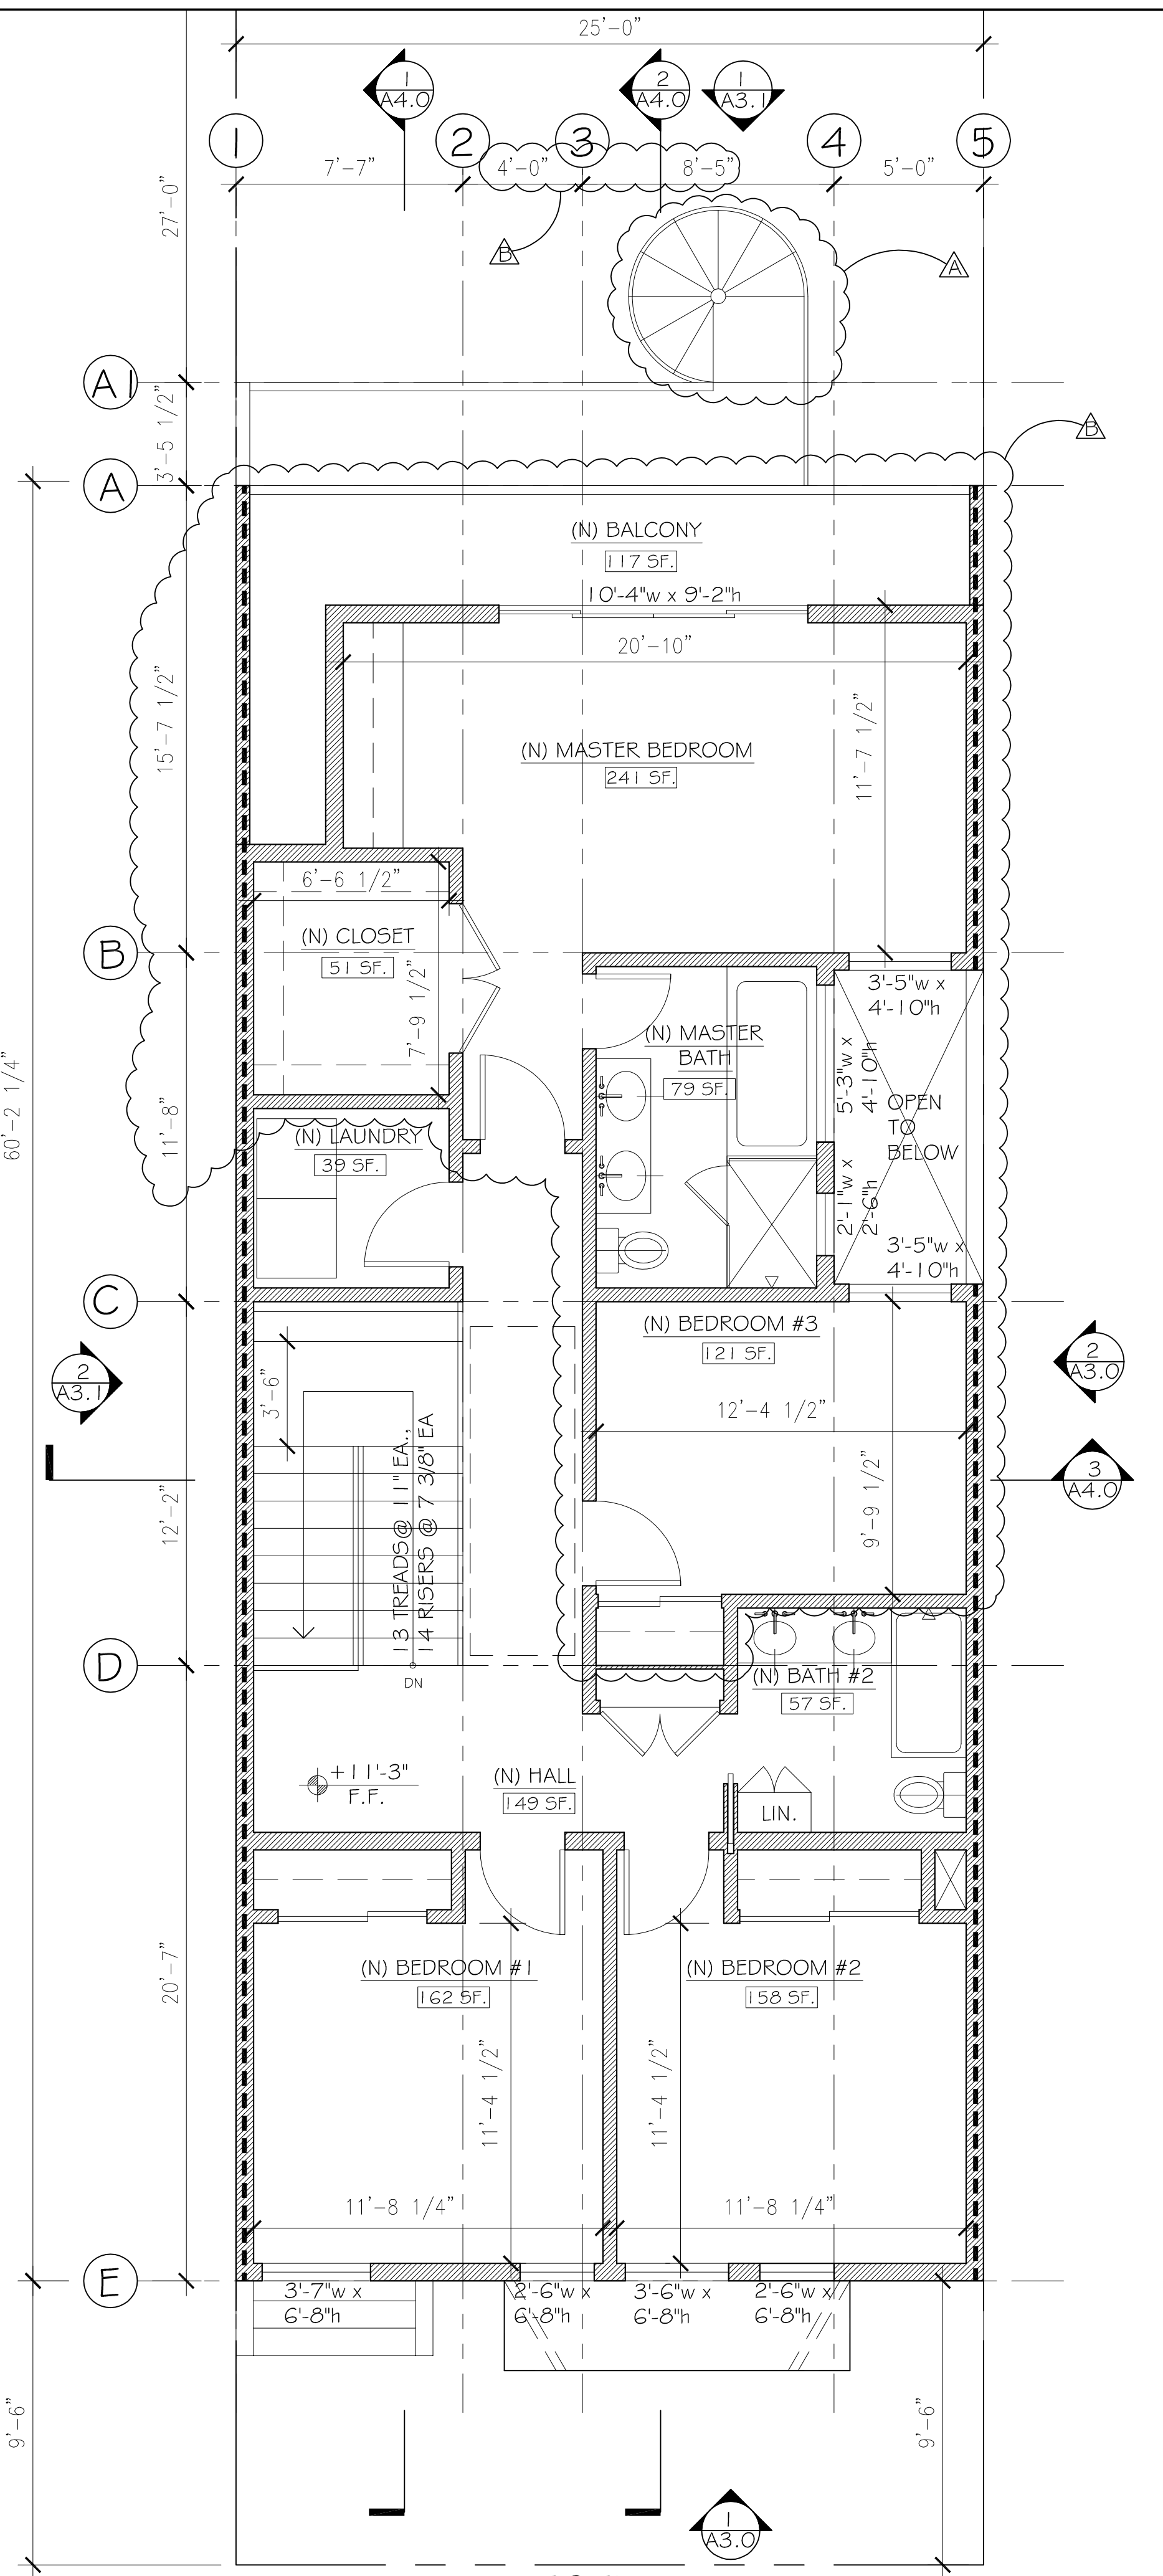 25'-0"
1
A4.0
2
A4.0
1
A3.1
1
2
3
4
5
7'-7"
4'-0"
8'-5"
5'-0"
27'-0"
B
A
A1
3'-5 1/2"
B
A
(N) BALCONY
117 SF.
10'-4"w x 9'-2"h
20'-10"
15'-7 1/2"
11'-7 1/2"
(N) MASTER BEDROOM
241 SF.
6'-6 1/2"
(N) CLOSET
51 SF.
7'-9 1/2"
B
3'-5"w x
4'-10"h
(N) MASTER
BATH
79 SF.
5'-3"w x
4'-10"h
OPEN
TO
BELOW
60'-2 1/4"
11'-8"
(N) LAUNDRY
39 SF.
2'-1"w x
2'-6"h
3'-5"w x
4'-10"h
C
(N) BEDROOM #3
121 SF.
2
A3.1
2
A3.0
3'-6"
12'-4 1/2"
13 TREADS@ 11" EA.,
14 RISERS @ 7 3/8" EA
3
A4.0
12'-2"
9'-9 1/2"
D
DN
(N) BATH #2
57 SF.
+11'-3"
F.F.
(N) HALL
149 SF.
LIN.
20'-7"
(N) BEDROOM #1
162 SF.
(N) BEDROOM #2
158 SF.
11'-4 1/2"
11'-4 1/2"
11'-8 1/4"
11'-8 1/4"
E
3'-7"w x
6'-8"h
2'-6"w x
6'-8"h
3'-6"w x
6'-8"h
2'-6"w x
6'-8"h
9'-6"
9'-6"
1
A3.0